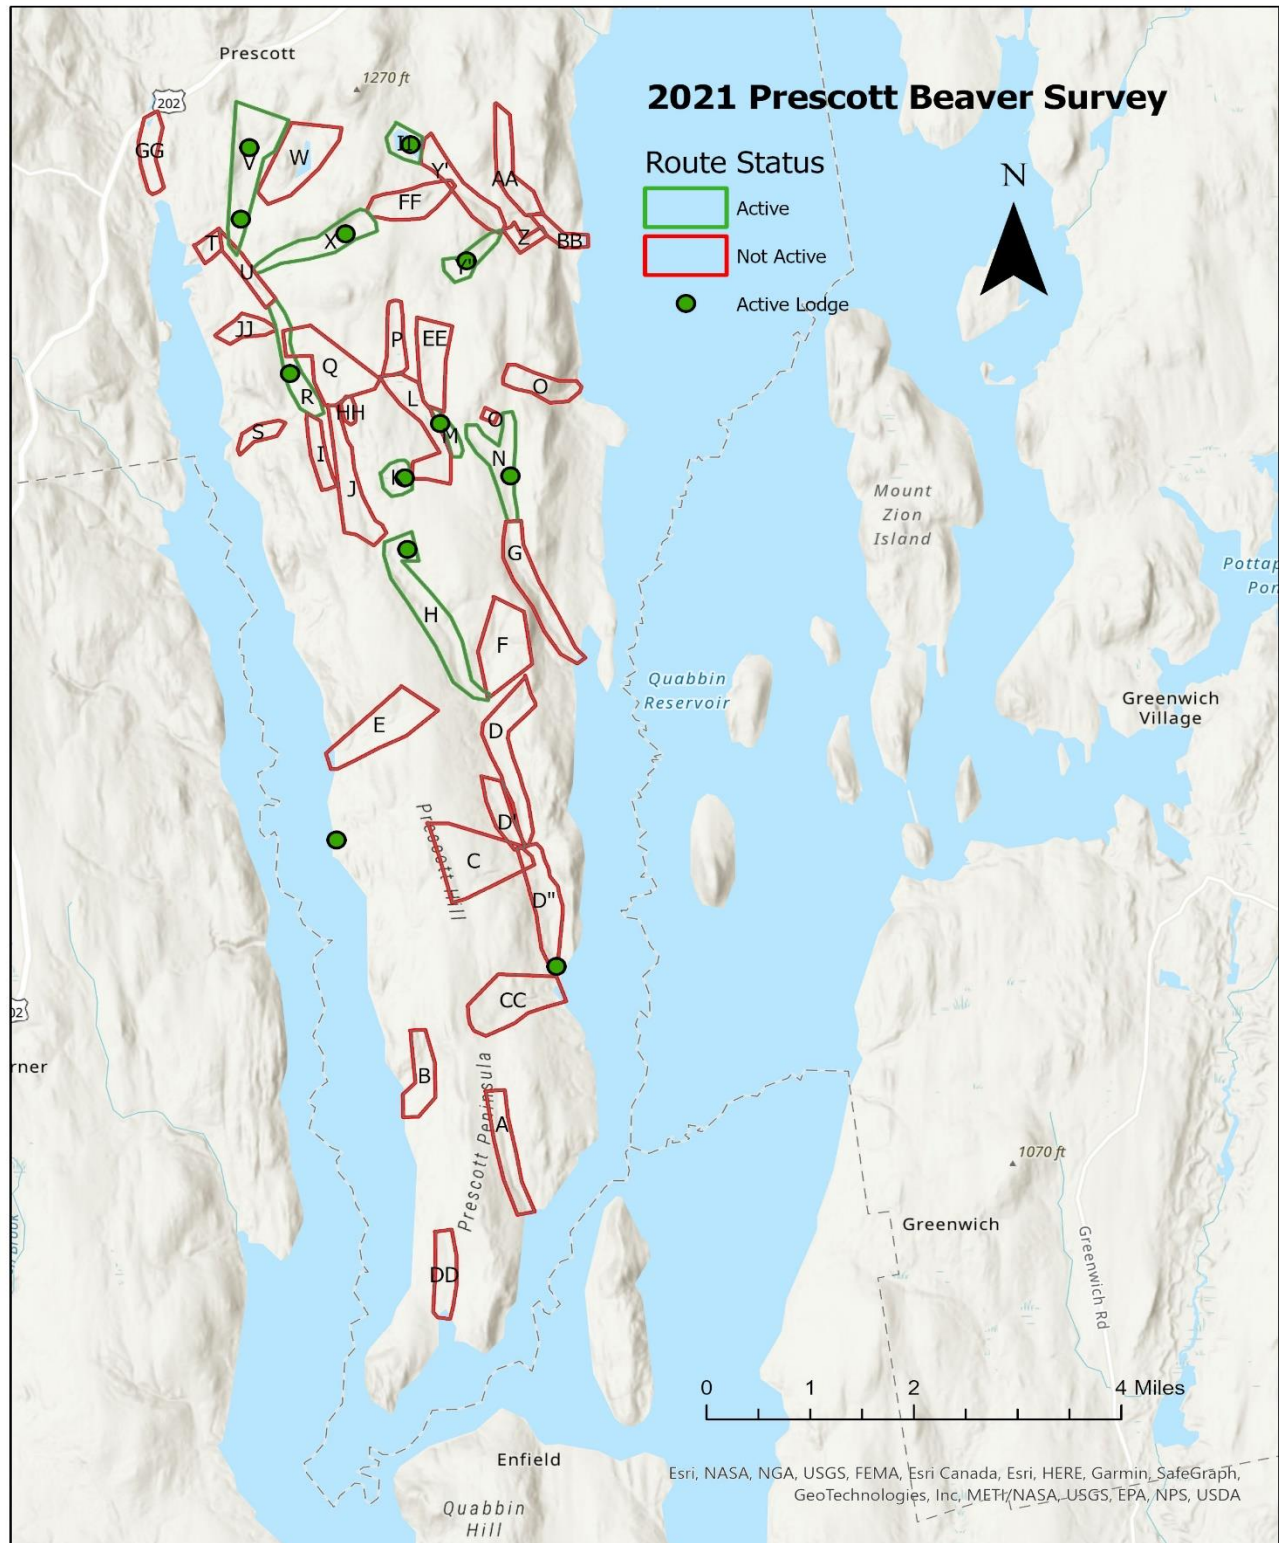 Prescott
1270 ft
202
2021 Prescott Beaver Survey
Route Status
Active
Not Active
Active Lodge
N
GG
V
W
II
Y'
AA
FF
T
X
Z
BB
U
Y'
JJ
P
EE
Q
R
L
O
HH
O
S
M
I
N
K
J
G
H
F
Mount
Zion
Island
Quabbin
Reservoir
Greenwich
Village
E
D
D'
Prescott Hill
C
D"
CC
B
A
Prescott Peninsula
1070 ft
Greenwich
Greenwich Rd
DD
0 1 2 4 Miles
Enfield
Quabbin
Hill
Esri, NASA, NGA, USGS, FEMA, Esri Canada, Esri, HERE, Garmin, SafeGraph,
GeoTechnologies, Inc, METI/NASA, USGS, EPA, NPS, USDA